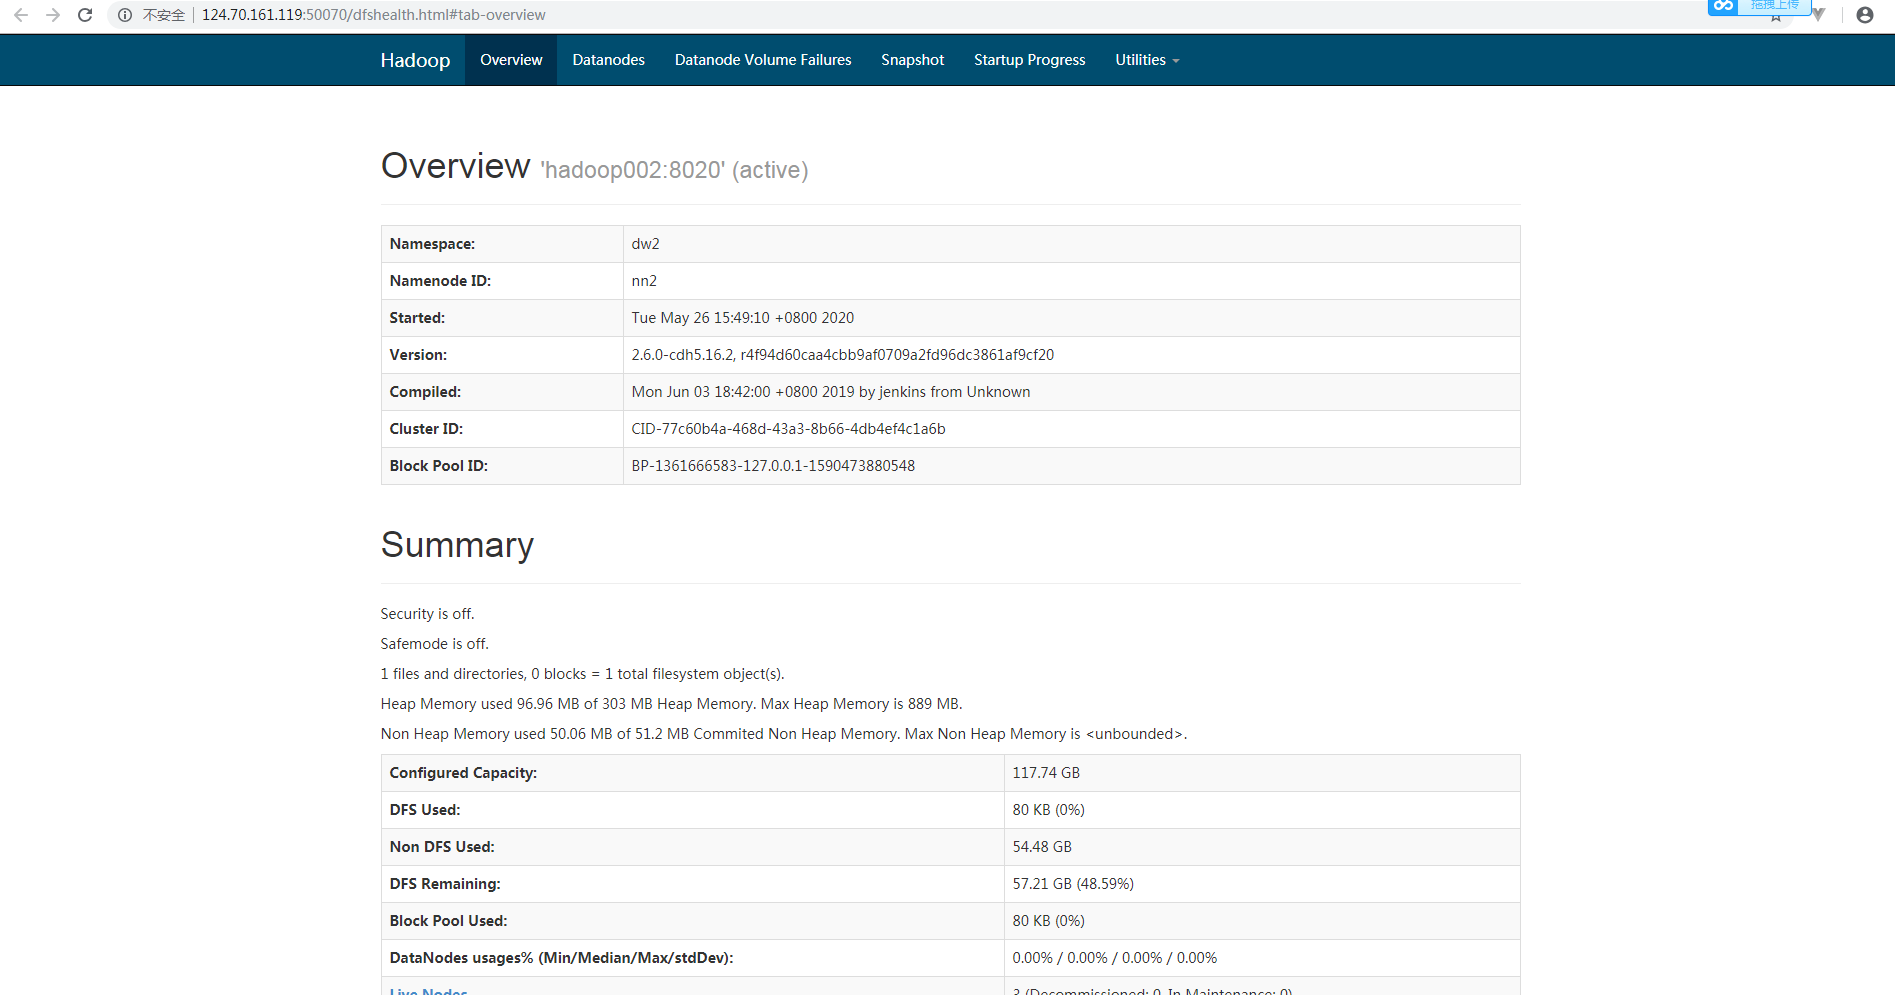 不安全 124.70.161.119:50070/dfshealth.html#tab-overview
拖拽上传
Hadoop Overview Datanodes Datanode Volume Failures Snapshot Startup Progress Utilities
Overview 'hadoop002:8020' (active)
Namespace: dw2
Namenode ID: nn2
Started: Tue May 26 15:49:10 +0800 2020
Version: 2.6.0-cdh5.16.2, r4f94d60caa4cbb9af0709a2fd96dc3861af9cf20
Compiled: Mon Jun 03 18:42:00 +0800 2019 by jenkins from Unknown
Cluster ID: CID-77c60b4a-468d-43a3-8b66-4db4ef4c1a6b
Block Pool ID: BP-1361666583-127.0.0.1-1590473880548
Summary
Security is off.
Safemode is off.
1 files and directories, 0 blocks = 1 total filesystem object(s).
Heap Memory used 96.96 MB of 303 MB Heap Memory. Max Heap Memory is 889 MB.
Non Heap Memory used 50.06 MB of 51.2 MB Commited Non Heap Memory. Max Non Heap Memory is <unbounded>.
Configured Capacity: 117.74 GB
DFS Used: 80 KB (0%)
Non DFS Used: 54.48 GB
DFS Remaining: 57.21 GB (48.59%)
Block Pool Used: 80 KB (0%)
DataNodes usages% (Min/Median/Max/stdDev): 0.00% / 0.00% / 0.00% / 0.00%
Live Nodes 3 (Decommissioned: 0, In Maintenance: 0)